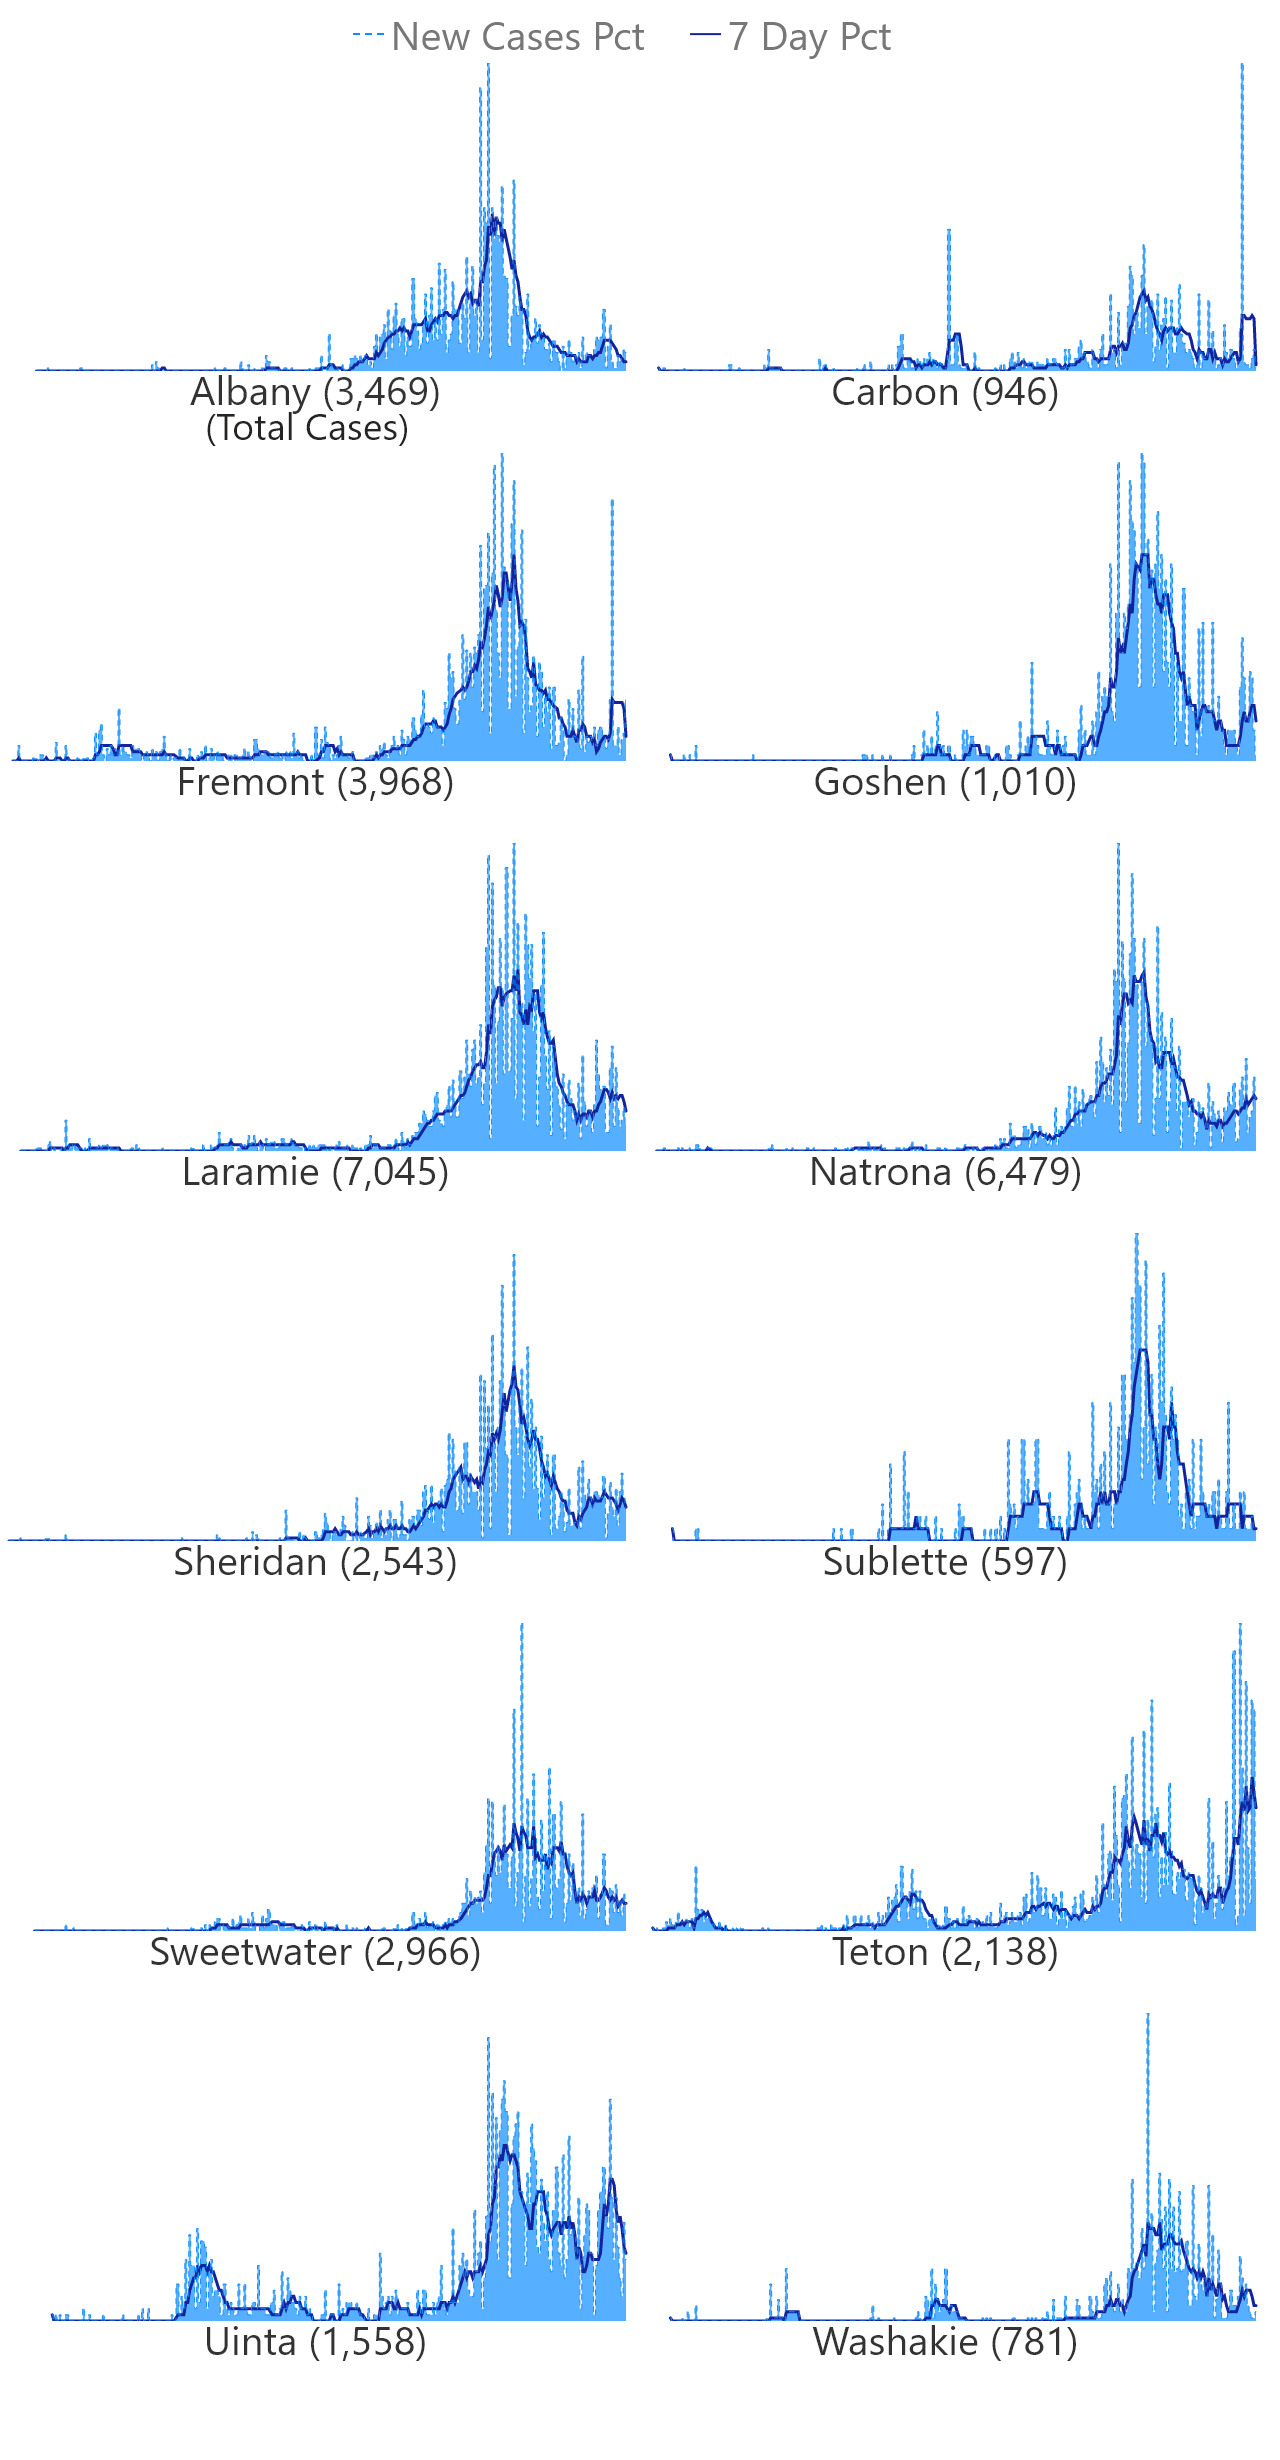 New Cases Pct 7 Day Pct
Albany (3,469) Carbon (946)
(Total Cases)
Fremont (3,968) Goshen (1,010)
Laramie (7,045) Natrona (6,479)
Sheridan (2,543) Sublette (597)
Sweetwater (2,966) Teton (2,138)
Uinta (1,558) Washakie (781)